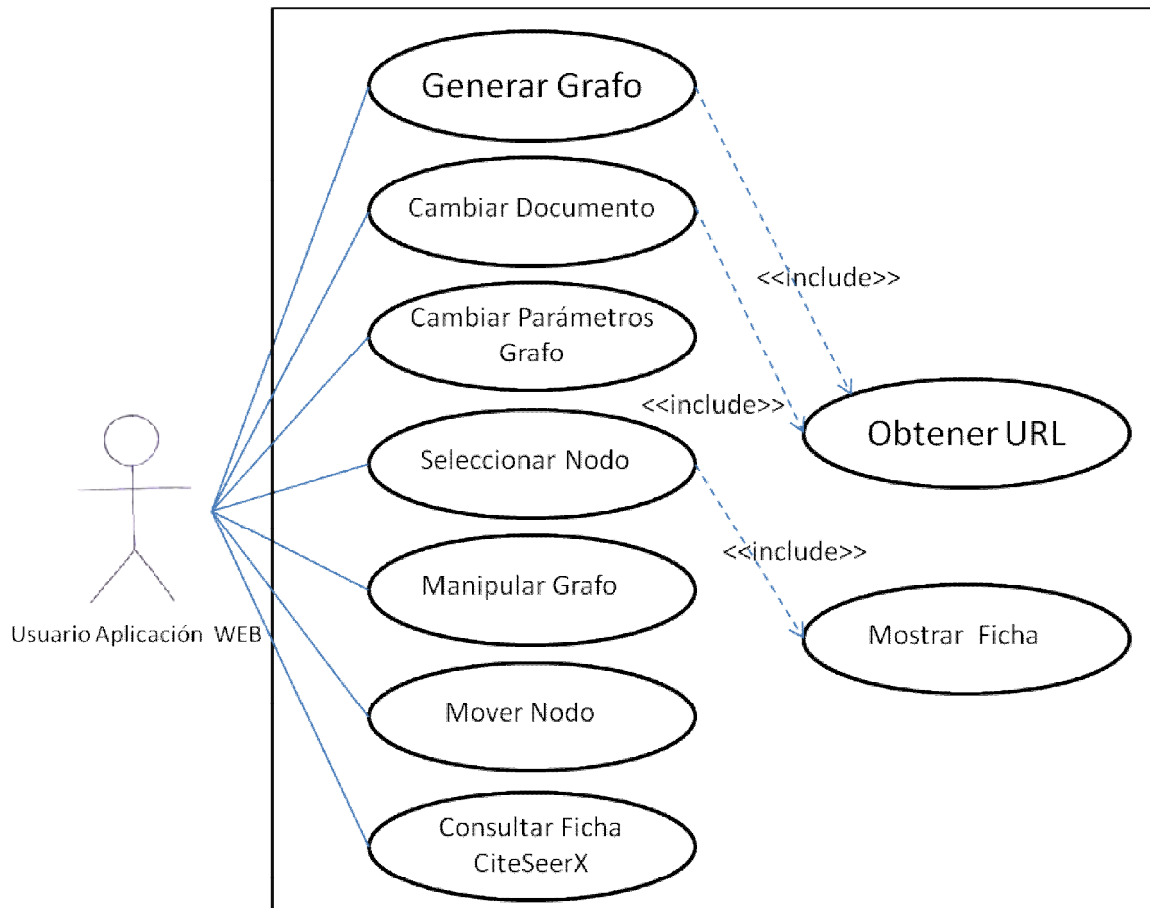 Generar Grafo
Cambiar Documento
<<include>>
Cambiar Parámetros
Grafo
<<include>>
Obtener URL
Seleccionar Nodo
<<include>>
Manipular Grafo
Usuario Aplicación WEB
Mostrar Ficha
Mover Nodo
Consultar Ficha
CiteSeerX